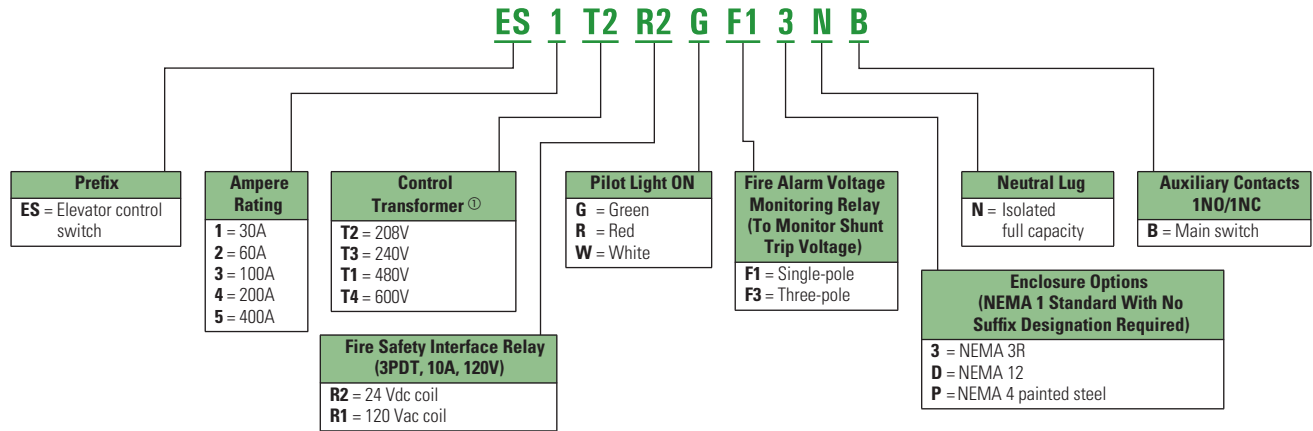 ES 1 T2 R2 G F1 3 N B
Prefix
ES = Elevator control
switch
Ampere
Rating
1 = 30A
2 = 60A
3 = 100A
4 = 200A
5 = 400A
Control
Transformer ①
T2 = 208V
T3 = 240V
T1 = 480V
T4 = 600V
Fire Safety Interface Relay
(3PDT, 10A, 120V)
R2 = 24 Vdc coil
R1 = 120 Vac coil
Pilot Light ON
G = Green
R = Red
W = White
Fire Alarm Voltage
Monitoring Relay
(To Monitor Shunt
Trip Voltage)
F1 = Single-pole
F3 = Three-pole
Enclosure Options
(NEMA 1 Standard With No
Suffix Designation Required)
3 = NEMA 3R
D = NEMA 12
P = NEMA 4 painted steel
Neutral Lug
N = Isolated
full capacity
Auxiliary Contacts
1NO/1NC
B = Main switch